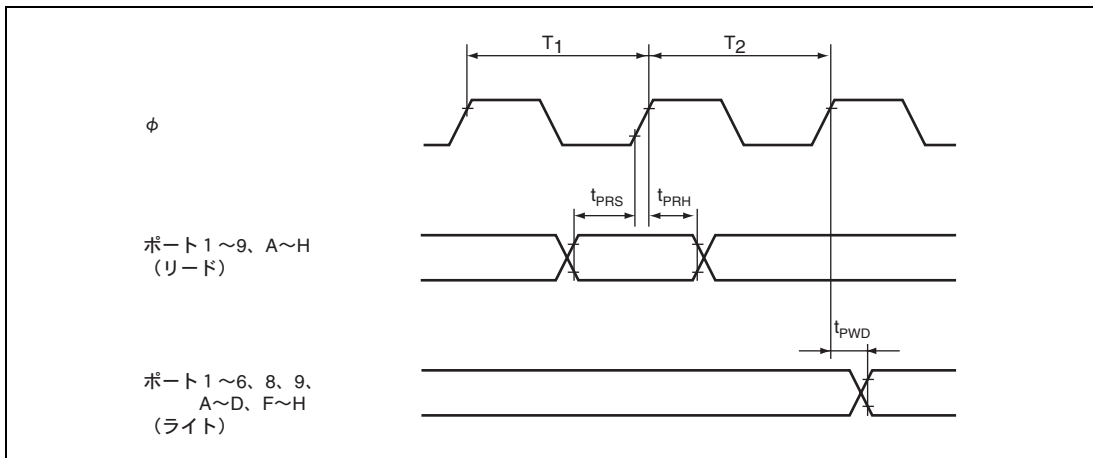 T1
T2
φ
tPRS
tPRH
ポート1～9、A～H
（リード）
tPWD
ポート1～6、8、9、
A～D、F～H
（ライト）